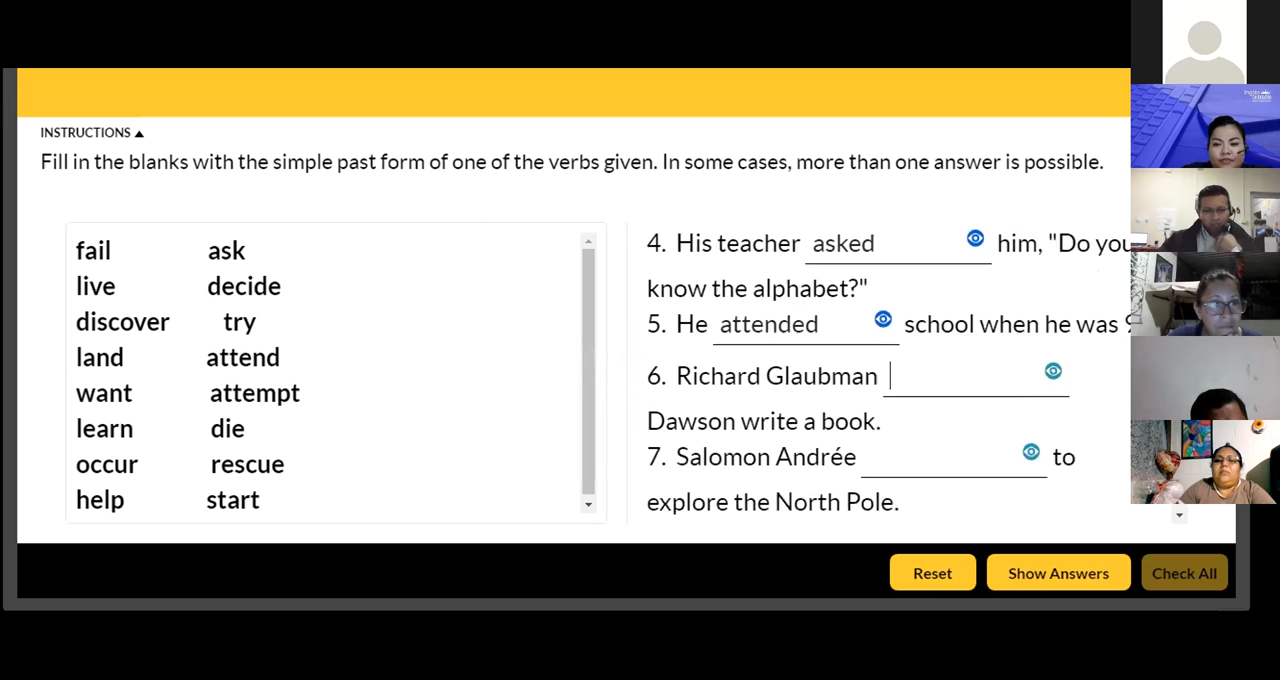 INSTRUCTIONS
Fill in the blanks with the simple past form of one of the verbs given. In some cases, more than one answer is possible.
fail ask
live decide
discover try
land attend
want attempt
learn die
occur rescue
help start
4. His teacher asked him, "Do you
know the alphabet?"
5. He attended school when he was
6. Richard Glaubman
Dawson write a book.
7. Salomon Andrée to
explore the North Pole.
Reset Show Answers Check All